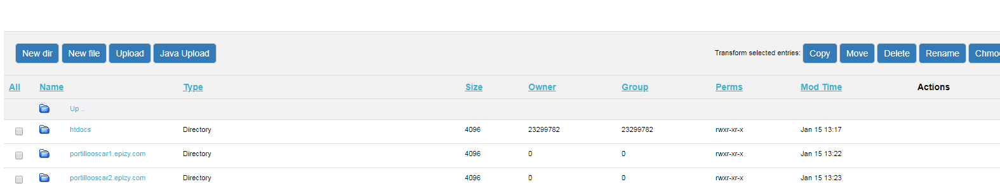 New dir New file Upload Java Upload Transform selected entries: Copy Move Delete Rename
All Name Type Size Owner Group Perms Mod Time Actions
Up ..
htdocs Directory 4096 23299782 23299782 rwxr-xr-x Jan 15 13:17
portillooscar1.epizy.com Directory 4096 0 0 rwxr-xr-x Jan 15 13:22
portillooscar2.epizy.com Directory 4096 0 0 rwxr-xr-x Jan 15 13:23